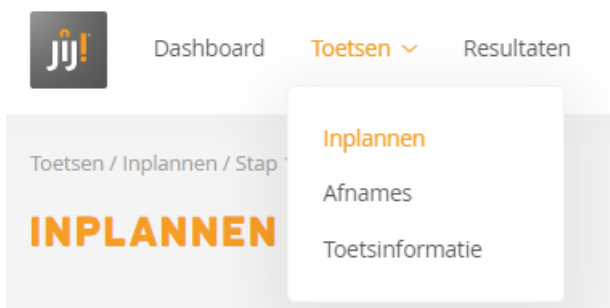 jij!
Dashboard Toetsen Resultaten
Inplannen
Afnames
Toetsinformatie
Toetsen / Inplannen / Stap
INPLANNEN